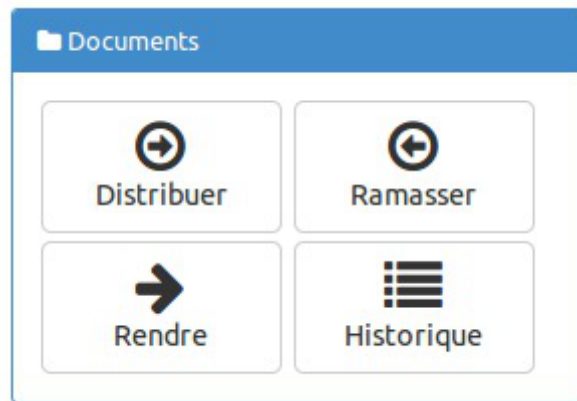 Documents
Distribuer
Ramasser
Rendre
Historique